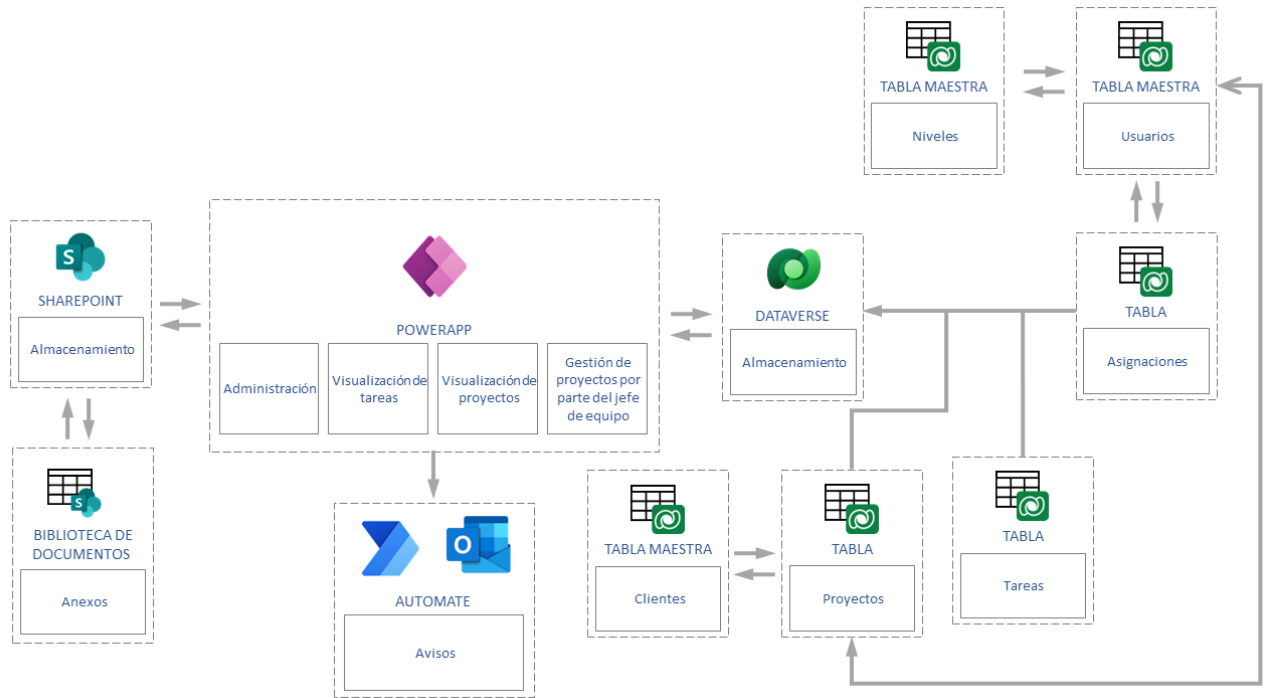 TABLA MAESTRA
Niveles
TABLA MAESTRA
Usuarios
SHAREPOINT
Almacenamiento
POWERAPP
Administración
Visualización de
tareas
Visualización de
proyectos
Gestión de
proyectos por
parte del jefe
de equipo
DATAVERSE
Almacenamiento
TABLA
Asignaciones
BIBLIOTECA DE
DOCUMENTOS
Anexos
AUTOMATE
Avisos
TABLA MAESTRA
Clientes
TABLA
Proyectos
TABLA
Tareas
S
S
O